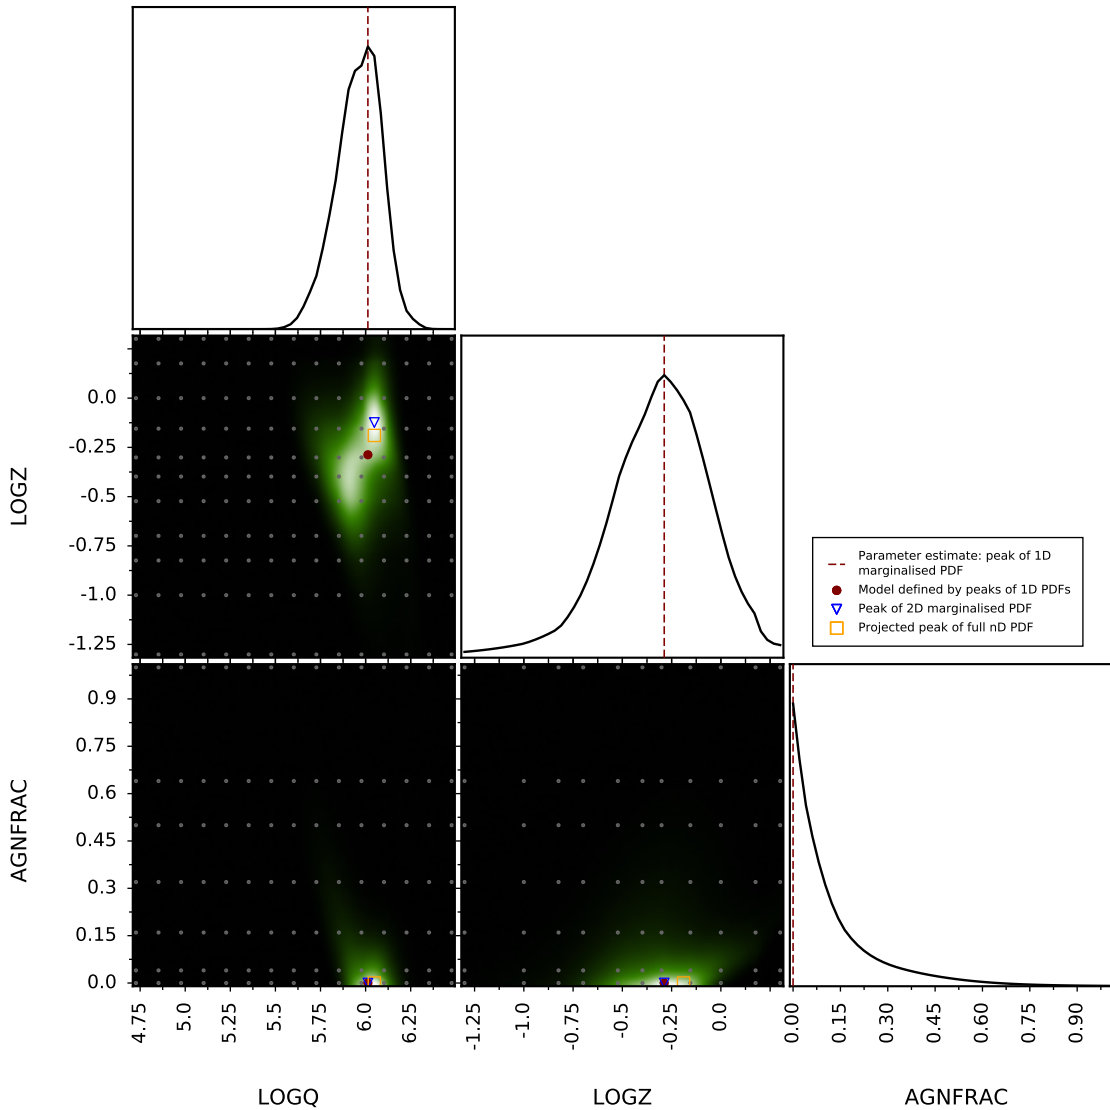 0.0
-0.25
-0.5
-0.75
-1.0
-1.25
LOGZ
Parameter estimate: peak of 1D
marginalised PDF
Model defined by peaks of 1D PDFs
Peak of 2D marginalised PDF
Projected peak of full nD PDF
0.9
0.75
0.6
0.45
0.3
0.15
0.0
AGNFRAC
4.75 5.0 5.25 5.5 5.75 6.0 6.25
-1.25 -1.0 -0.75 -0.5 -0.25 0.0
0.00 0.15 0.30 0.45 0.60 0.75 0.90
LOGQ LOGZ AGNFRAC